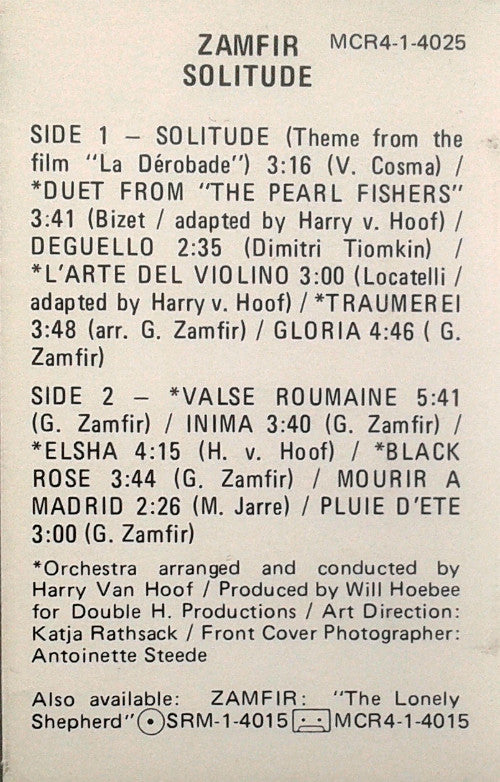 ZAMFIR MCR4-1-4025
SOLITUDE
SIDE 1 — SOLITUDE (Theme from the
film "La Dérobade") 3:16 (V. Cosma) /
*DUET FROM "THE PEARL FISHERS"
3:41 (Bizet / adapted by Harry v. Hoof) /
DEGUELLO 2:35 (Dimitri Tiomkin) /
*L'ARTE DEL VIOLINO 3:00 (Locatelli /
adapted by Harry v. Hoof) / *TRAUMEREI
3:48 (arr. G. Zamfir) / GLORIA 4:46 ( G.
Zamfir)
SIDE 2 — *VALSE ROUMAINE 5:41
(G. Zamfir) / INIMA 3:40 (G. Zamfir) /
*ELSHA 4:15 (H. v. Hoof) / *BLACK
ROSE 3:44 (G. Zamfir) / MOURIR A
MADRID 2:26 (M. Jarre) / PLUIE D'ETE
3:00 (G. Zamfir)
*Orchestra arranged and conducted by
Harry Van Hoof / Produced by Will Hoebee
for Double H. Productions / Art Direction:
Katja Rathsack / Front Cover Photographer:
Antoinette Steede
Also available: ZAMFIR: "The Lonely
Shepherd" SRM-1-4015 MCR4-1-4015